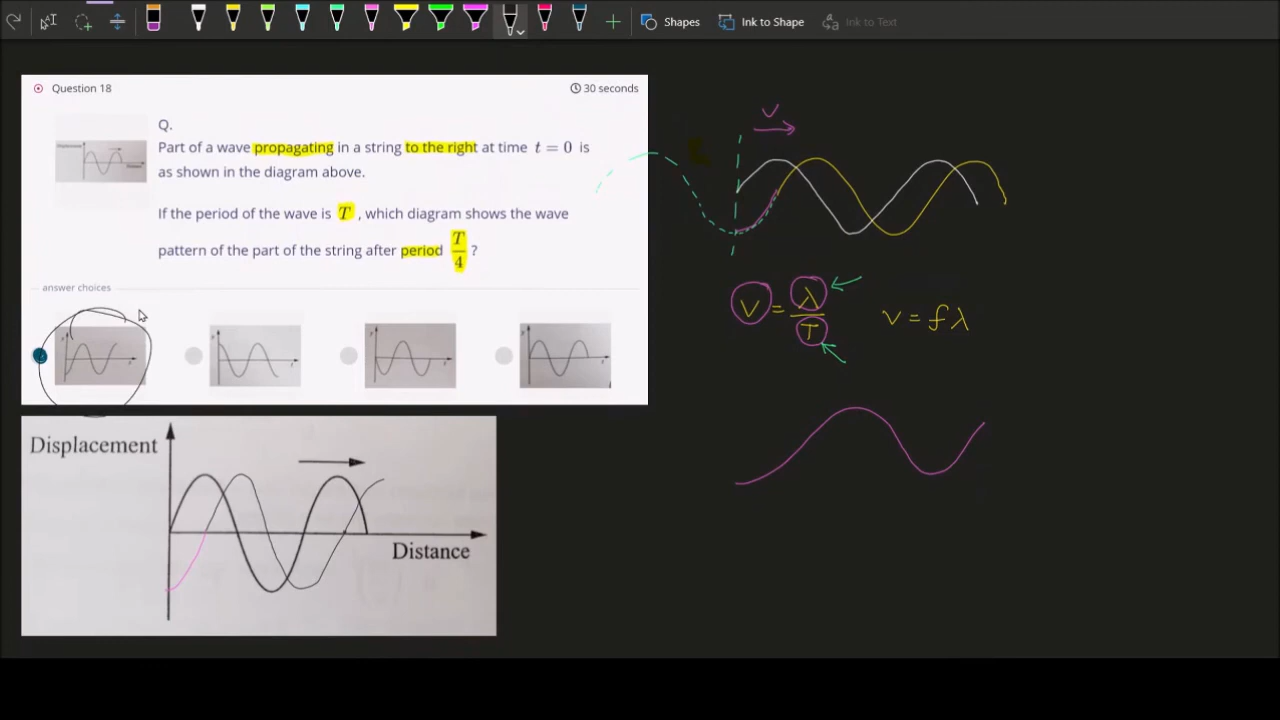 Shapes
Ink to Shape
Ink to Text
Question 18
30 seconds
Q.
Part of a wave propagating in a string to the right at time t = 0 is
as shown in the diagram above.
If the period of the wave is T , which diagram shows the wave
pattern of the part of the string after period T/4 ?
answer choices
Displacement
Distance
v
v = λ/T
v = fλ